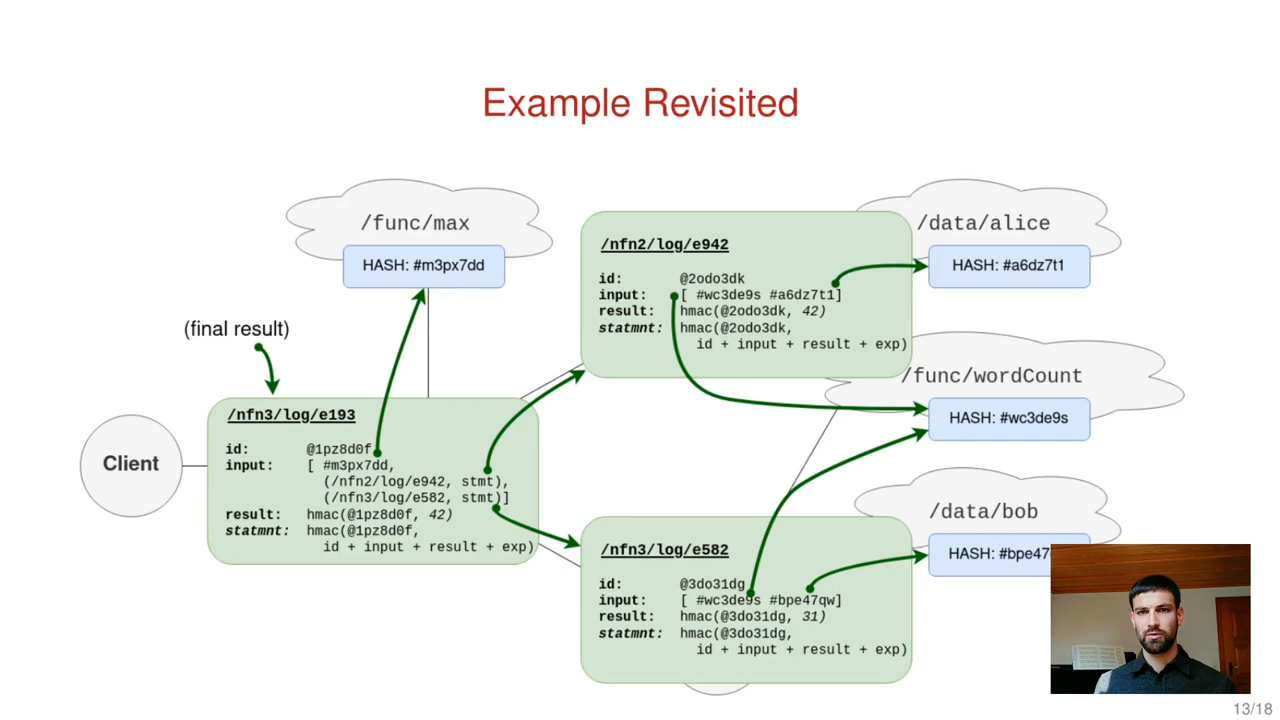 Example Revisited
/func/max
HASH: #m3px7dd
(final result)
Client
/nfn3/log/e193
id: @1pz8d0f
input: [ #m3px7dd,
(/nfn2/log/e942, stmt),
(/nfn3/log/e582, stmt)]
result: hmac(@1pz8d0f, 42)
statmnt: hmac(@1pz8d0f,
id + input + result + exp)
/nfn2/log/e942
id: @2odo3dk
input: [ #wc3de9s #a6dz7t1]
result: hmac(@2odo3dk, 42)
statmnt: hmac(@2odo3dk,
id + input + result + exp)
/data/alice
HASH: #a6dz7t1
/func/wordCount
HASH: #wc3de9s
/nfn3/log/e582
id: @3do31dg
input: [ #wc3de9s #bpe47qw]
result: hmac(@3do31dg, 31)
statmnt: hmac(@3do31dg,
id + input + result + exp)
/data/bob
HASH: #bpe47
13/18